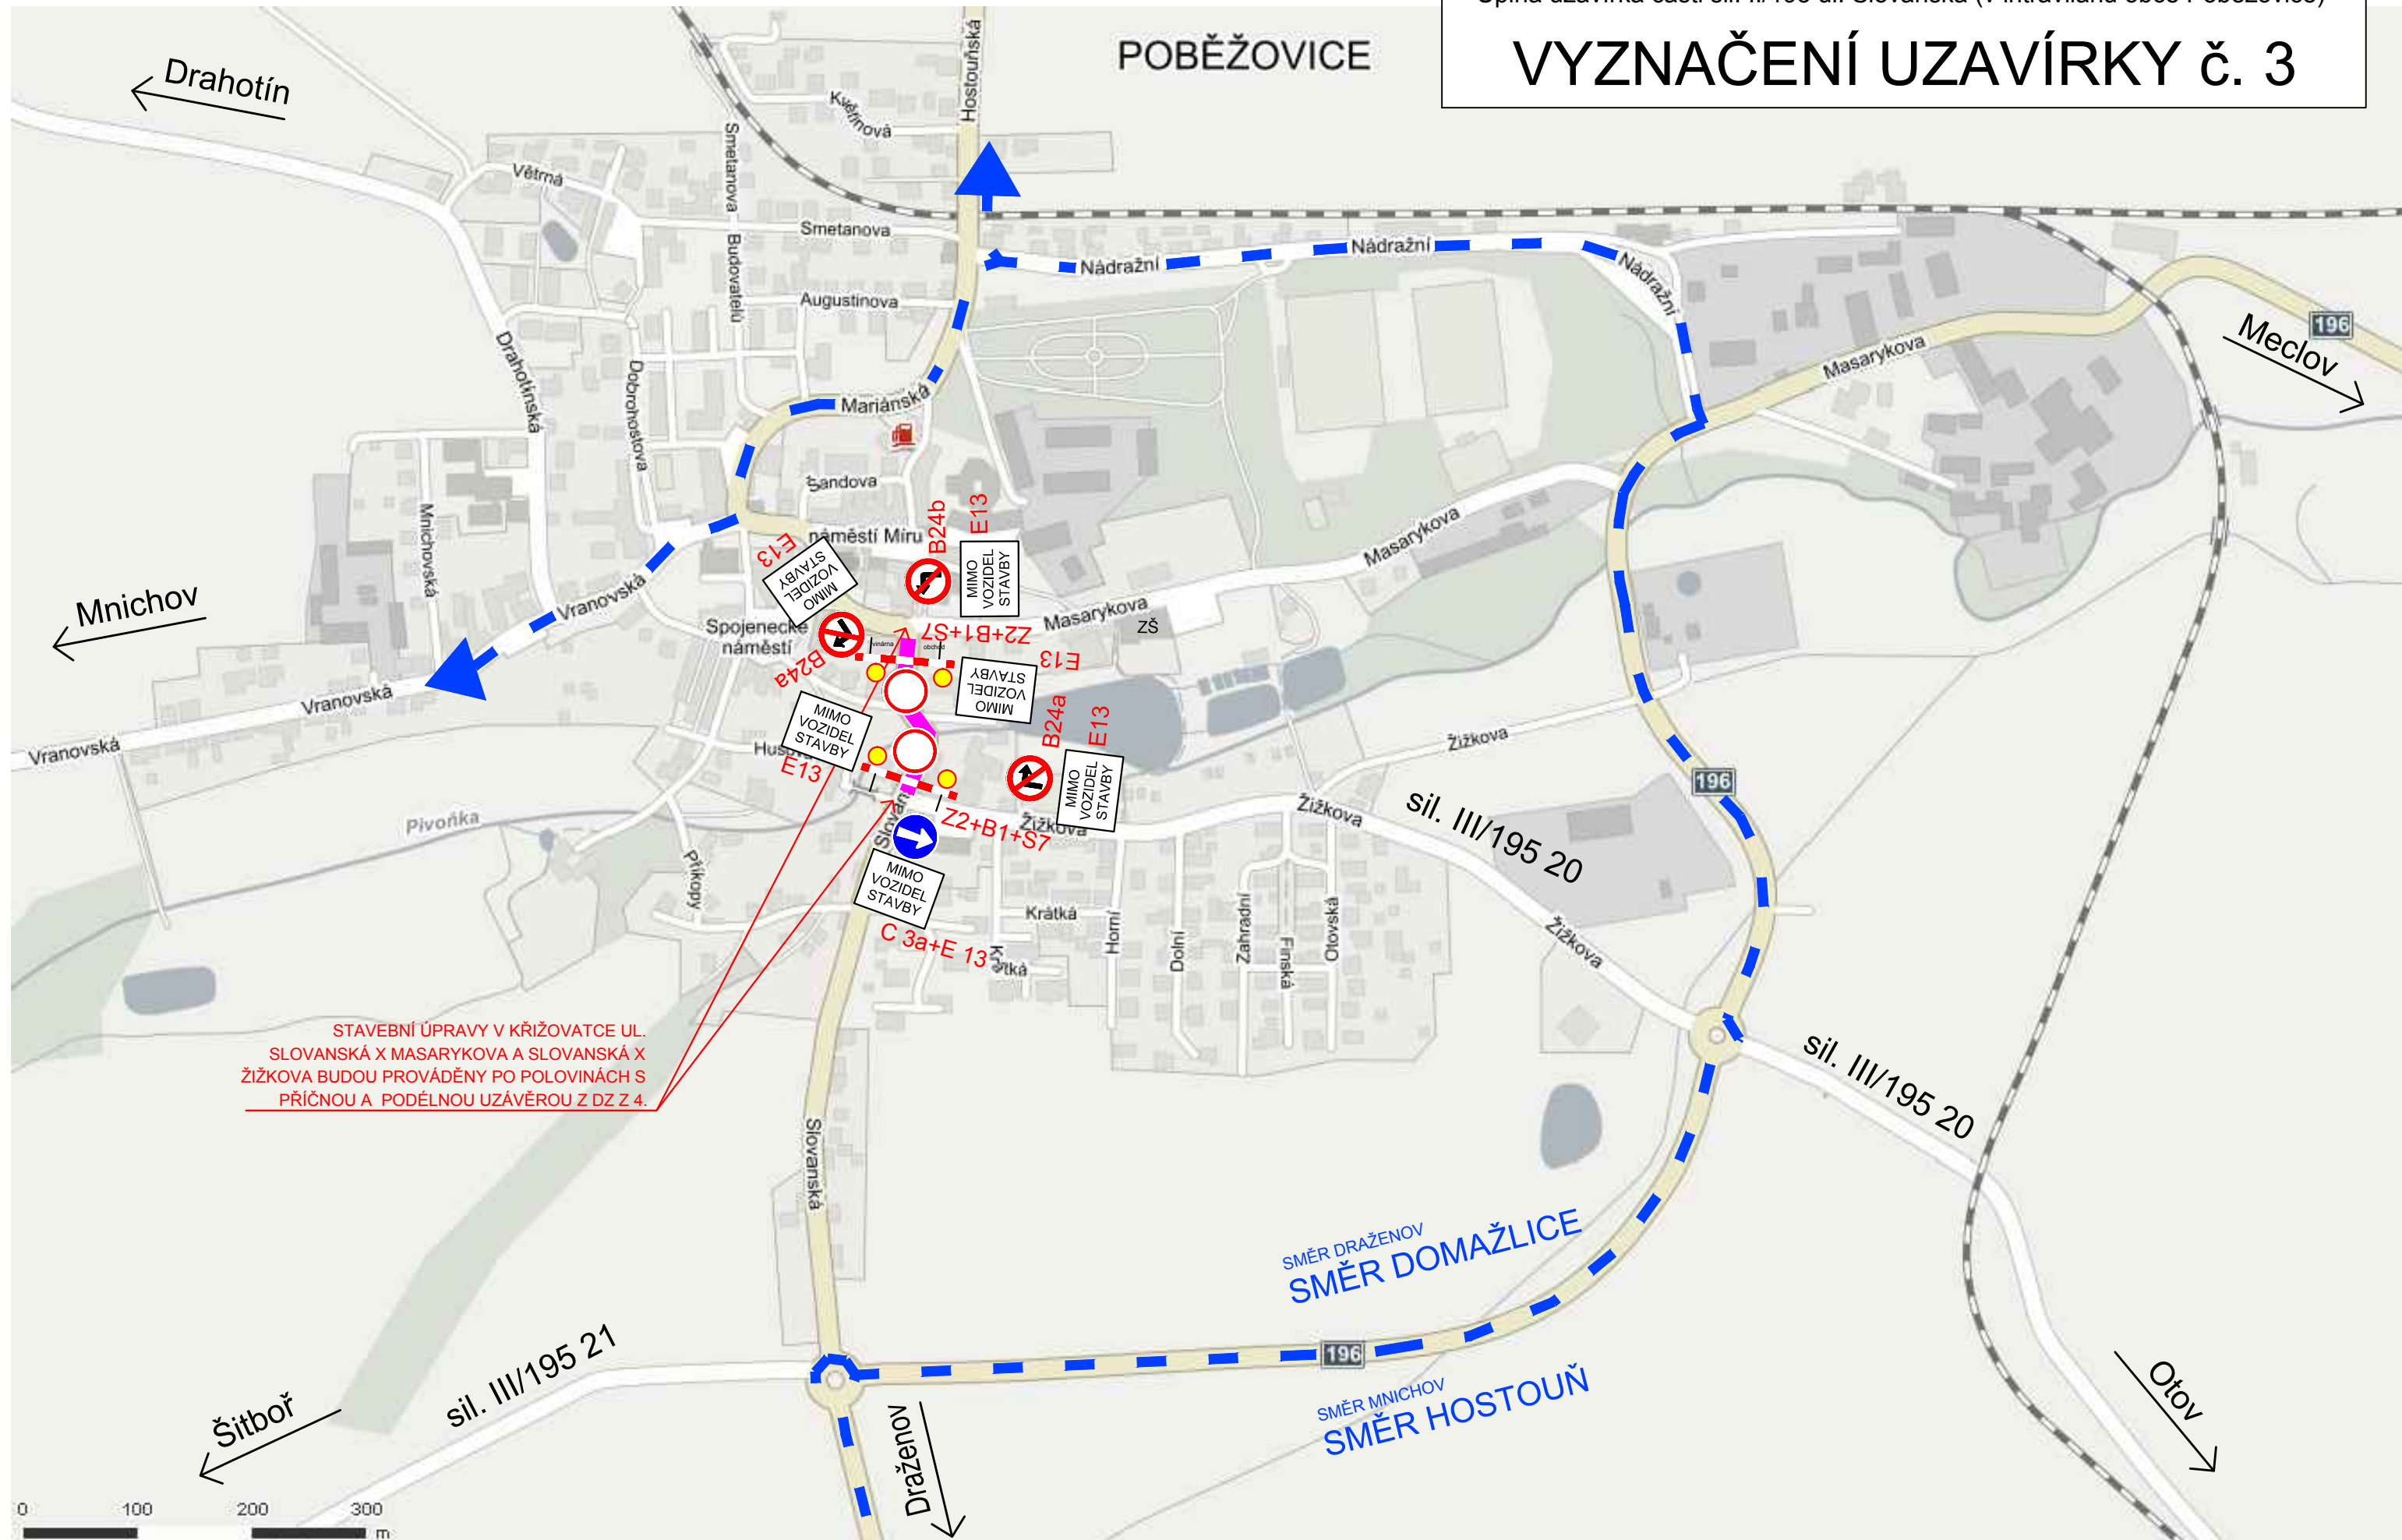 POBĚŽOVICE
VYZNAČENÍ UZAVÍRKY č. 3
Drahotín
Hostouňská
Květinová
Smetanova
Větrná
Smetanova
Budovatelů
Nádražní
Nádražní
Nádražní
Augustinova
196
Meclov
Masarykova
Drahotínská
Dobrohostova
Mariánská
Šandova
Mnichovská
náměstí Míru
B24b
E13
E13
MIMO
VOZIDEL
STAVBY
MIMO
VOZIDEL
STAVBY
Masarykova
Mnichov
Vranovská
Masarykova
ZŠ
Spojenecké
náměstí
Z2+B1+S7
vinárna
obchod
E13
B24a
MIMO
VOZIDEL
STAVBY
Vranovská
B24a
E13
MIMO
VOZIDEL
STAVBY
Vranovská
Žižkova
E13
MIMO
VOZIDEL
STAVBY
196
Pivoňka
Z2+B1+S7
Žižkova
Žižkova
sil. III/195 20
MIMO
VOZIDEL
STAVBY
C 3a+E 13
Příkopy
Krátká
Krátká
Horní
Dolní
Zahradní
Finská
Otovská
Žižkova
STAVEBNÍ ÚPRAVY V KŘIŽOVATCE UL.
SLOVANSKÁ X MASARYKOVA A SLOVANSKÁ X
ŽIŽKOVA BUDOU PROVÁDĚNY PO POLOVINÁCH S
PŘÍČNOU A PODÉLNOU UZÁVĚROU Z DZ Z 4.
sil. III/195 20
Slovanská
SMĚR DRAŽENOV
SMĚR DOMAŽLICE
196
SMĚR MNICHOV
SMĚR HOSTOUŇ
sil. III/195 21
Šitboř
Draženov
Otov
0 100 200 300
m